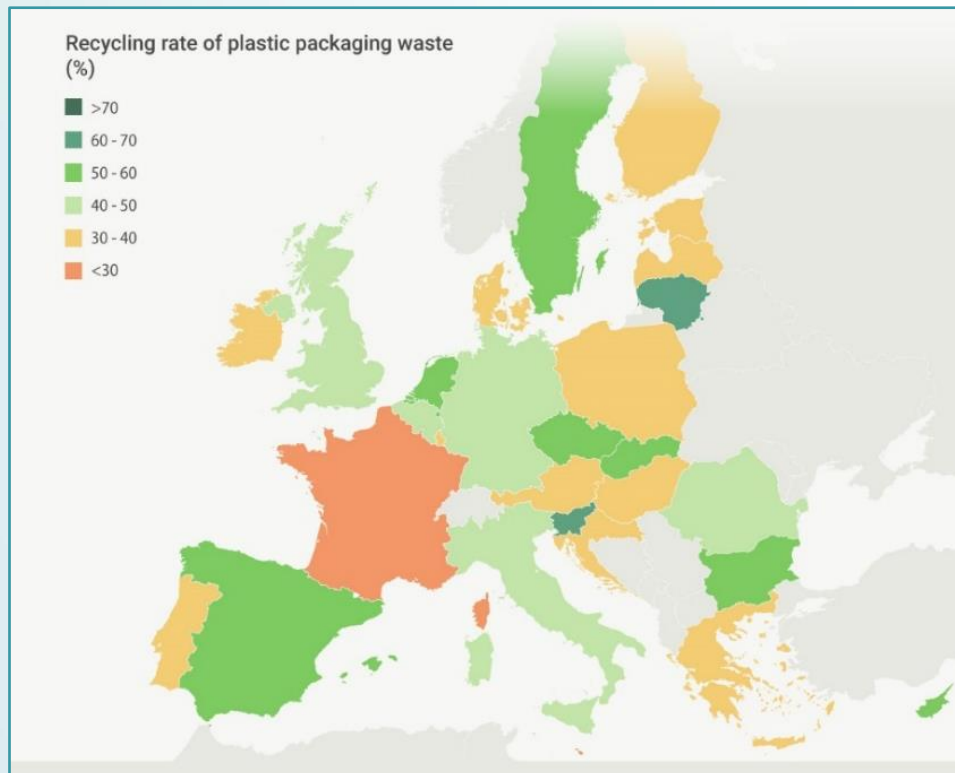 Recycling rate of plastic packaging waste
(%)
>70
60 - 70
50 - 60
40 - 50
30 - 40
<30